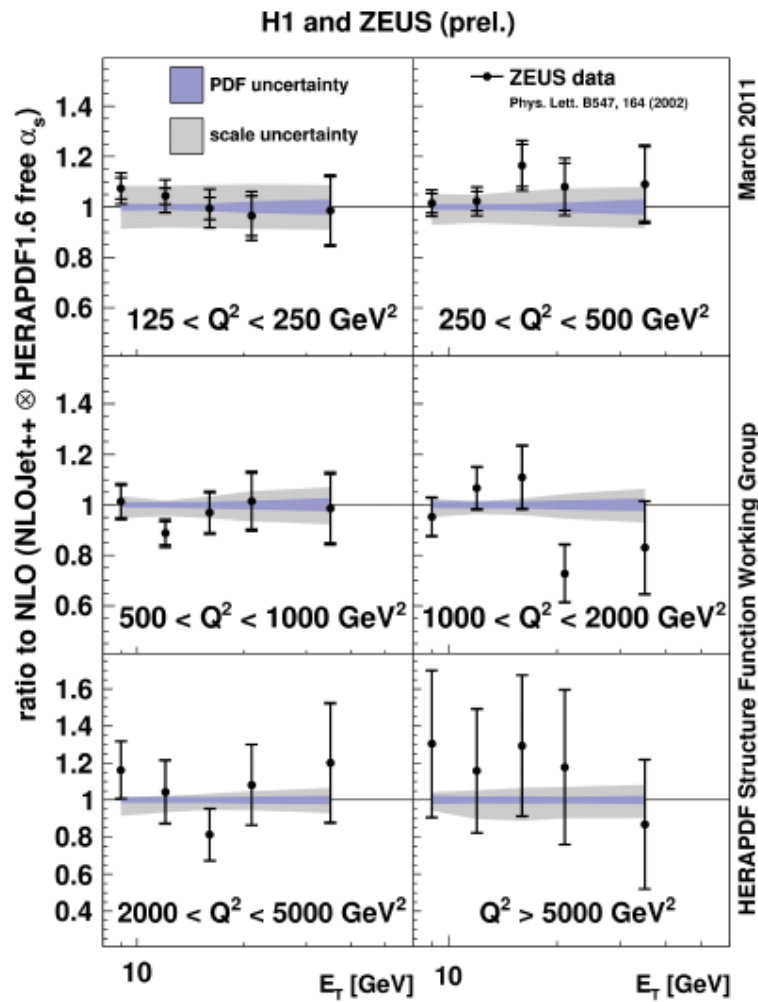 H1 and ZEUS (prel.)
ratio to NLO (NLOJet++ ⊗ HERAPDF1.6 free αs)
March 2011
HERAPDF Structure Function Working Group
PDF uncertainty
scale uncertainty
ZEUS data
Phys. Lett. B547, 164 (2002)
1.4
1.2
1
0.8
0.6
125 < Q² < 250 GeV²
250 < Q² < 500 GeV²
1.4
1.2
1
0.8
0.6
500 < Q² < 1000 GeV²
1000 < Q² < 2000 GeV²
1.6
1.4
1.2
1
0.8
0.6
0.4
2000 < Q² < 5000 GeV²
Q² > 5000 GeV²
10
E_T [GeV]
10
E_T [GeV]